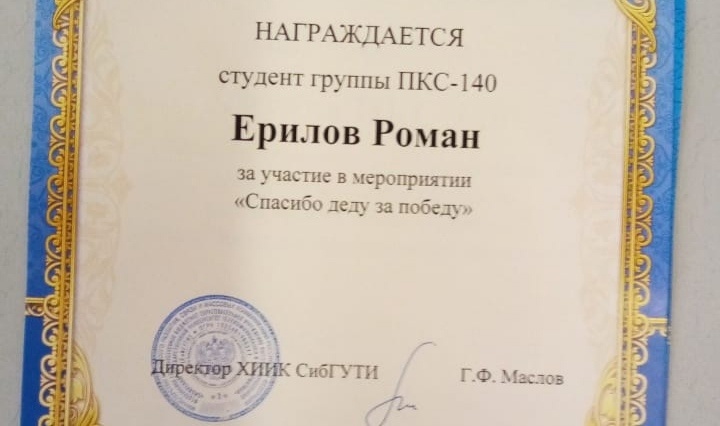 НАГРАЖДАЕТСЯ
студент группы ПКС-140
Ерилов Роман
за участие в мероприятии
«Спасибо деду за победу»
Директор ХИИК СибГУТИ Г.Ф. Маслов